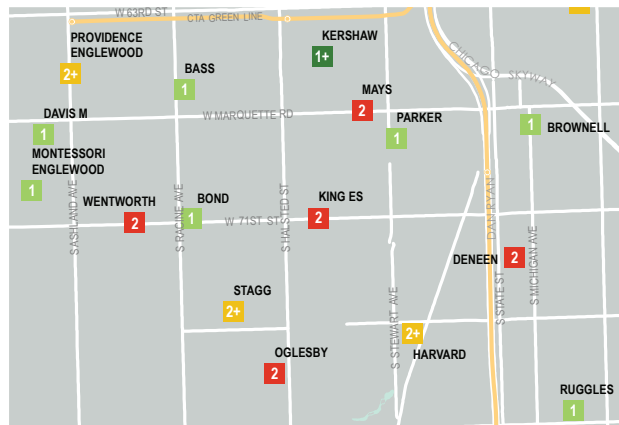 W 63RD ST
CTA GREEN LINE
PROVIDENCE
ENGLEWOOD
2+
KERSHAW
1+
CHICAGO SKYWAY
BASS
1
MAYS
2
DAVIS M
1
W MARQUETTE RD
PARKER
1
1
BROWNELL
MONTESSORI
ENGLEWOOD
1
WENTWORTH
2
BOND
1
W 71ST ST
KING ES
2
S ASHLAND AVE
S RACINE AVE
S HALSTED ST
DAN RYAN
DENEEN
2
S MICHIGAN AVE
S STATE ST
STAGG
2+
S STEWART AVE
2+
HARVARD
OGLESBY
2
RUGGLES
1